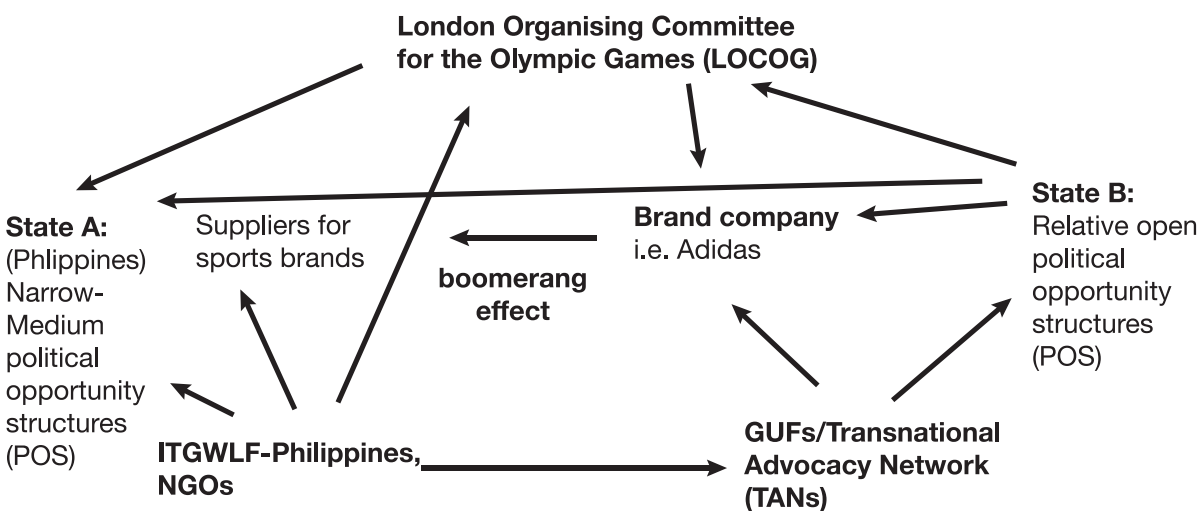 London Organising Committee
for the Olympic Games (LOCOG)
State A:
(Phlippines)
Narrow-
Medium
political
opportunity
structures
(POS)
Suppliers for
sports brands
boomerang
effect
Brand company
i.e. Adidas
State B:
Relative open
political
opportunity
structures
(POS)
ITGWLF-Philippines,
NGOs
GUFs/Transnational
Advocacy Network
(TANs)